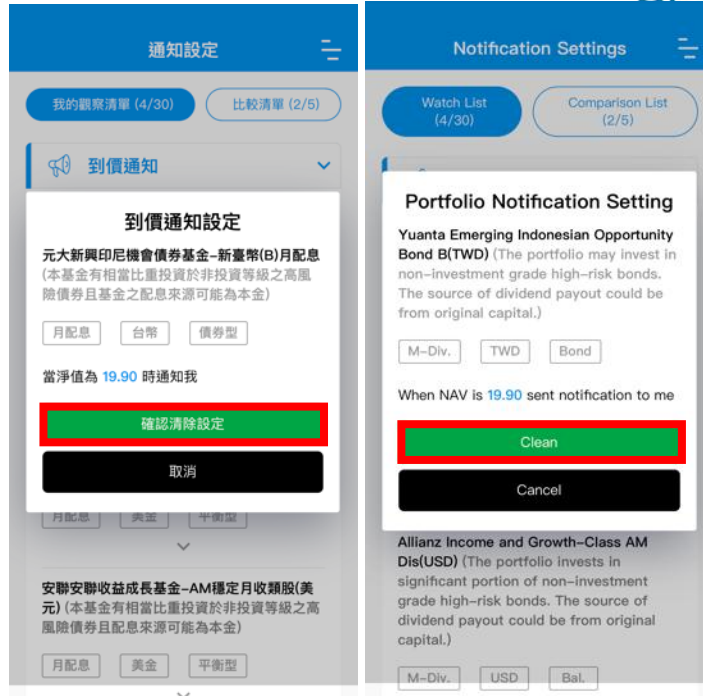 通知設定
我的觀察清單 (4/30)
比較清單 (2/5)
到價通知
到價通知設定
元大新興印尼機會債券基金–新臺幣(B)月配息
(本基金有相當比重投資於非投資等級之高風
險債券且基金之配息來源可能為本金)
月配息
台幣
債券型
當淨值為 19.90 時通知我
確認清除設定
取消
月配息
美金
平衡型
安聯安聯收益成長基金–AM穩定月收類股(美
元) (本基金有相當比重投資於非投資等級之高
風險債券且配息來源可能為本金)
月配息
美金
平衡型
Notification Settings
Watch List
(4/30)
Comparison List
(2/5)
Portfolio Notification Setting
Yuanta Emerging Indonesian Opportunity
Bond B(TWD) (The portfolio may invest in
non–investment grade high–risk bonds.
The source of dividend payout could be
from original capital.)
M–Div.
TWD
Bond
When NAV is 19.90 sent notification to me
Clean
Cancel
Allianz Income and Growth–Class AM
Dis(USD) (The portfolio invests in
significant portion of non–investment
grade high–risk bonds. The source of
dividend payout could be from original
capital.)
M–Div.
USD
Bal.